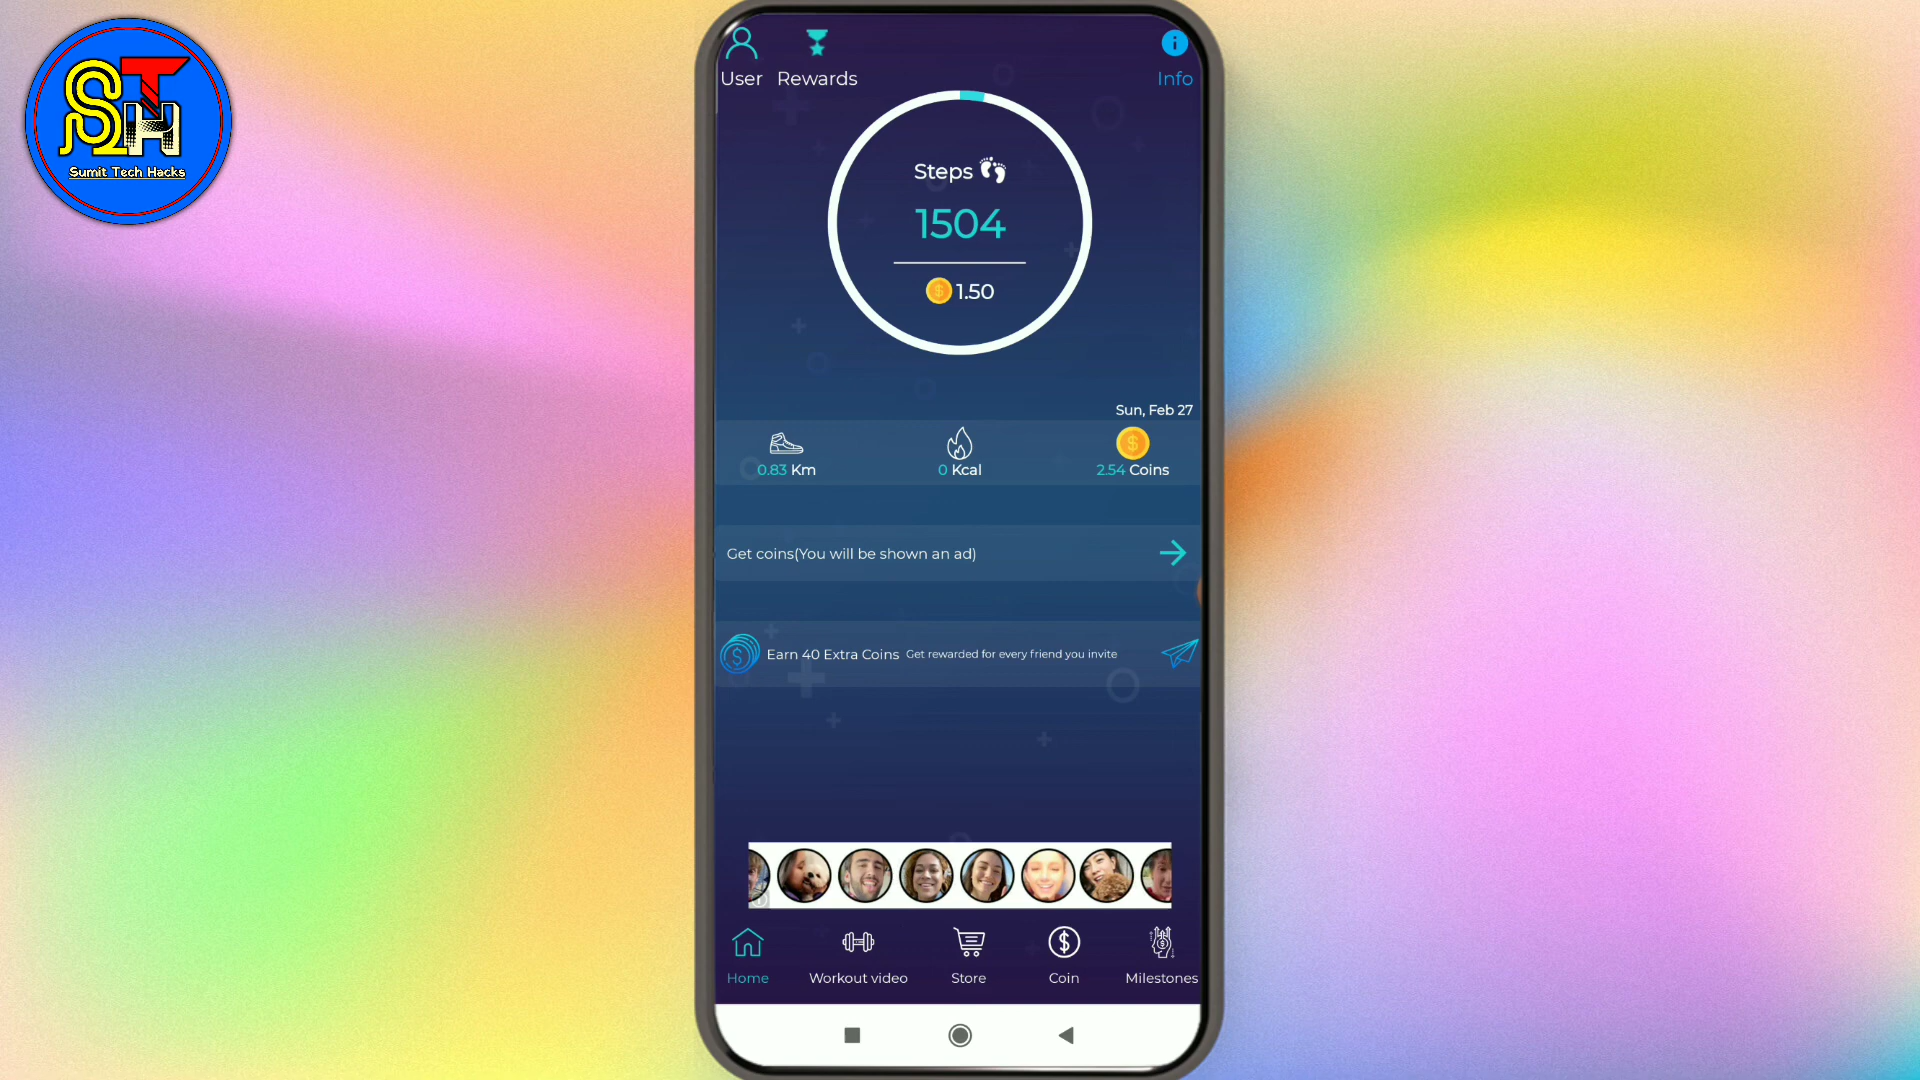 STH
Sumit Tech Hacks
User Rewards Info
Steps
1504
$ 1.50
Sun, Feb 27
0.83 Km 0 Kcal 2.54 Coins
Get coins(You will be shown an ad)
Earn 40 Extra Coins Get rewarded for every friend you invite
Home Workout video Store Coin Milestones